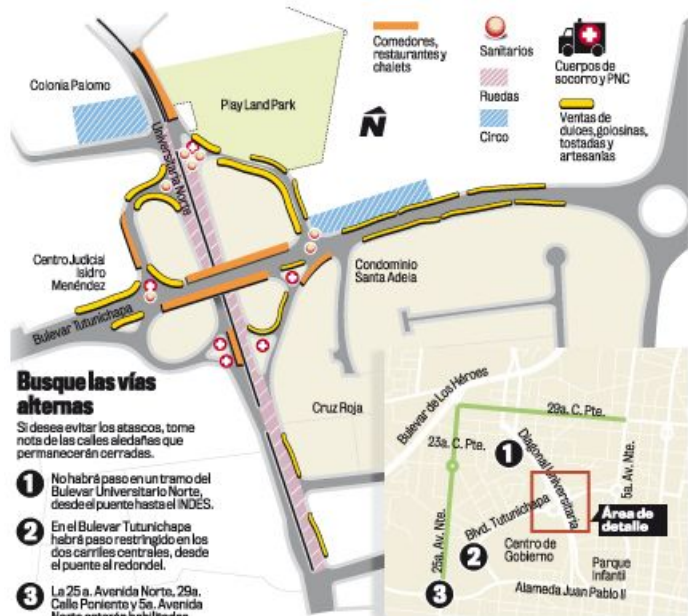 Comedores,
restaurantes y
chalets
Sanitarios
Ruedas
Circo
Cuerpos de
socorro y PNC
Ventas de
dulces, golosinas,
tostadas y
artesanías
N
Colonia Palomo
Play Land Park
Universitaria Norte
Centro Judicial
Isidro
Menéndez
Bulevar Tutunichapa
Condominio
Santa Adela
Cruz Roja
Busque las vías
alternas
Si desea evitar los atascos, tome
nota de las calles aledañas que
permanecerán cerradas.
1 No habrá paso en un tramo del
Bulevar Universitario Norte,
desde el puente hasta el INDES.
2 En el Bulevar Tutunichapa
habrá paso restringido en los
dos carriles centrales, desde
el puente al redondel.
3 La 25 a. Avenida Norte, 29a.
Calle Poniente y 5a. Avenida
Norte estarán habilitadas
Bulevar de Los Héroes
29a. C. Pte.
23a. C. Pte.
1
Diagonal Universitaria
5a. Av. Nte.
Blvd. Tutunichapa
Área de
detalle
2
25a. Av. Nte.
Centro de
Gobierno
Parque
Infantil
3
Alameda Juan Pablo II